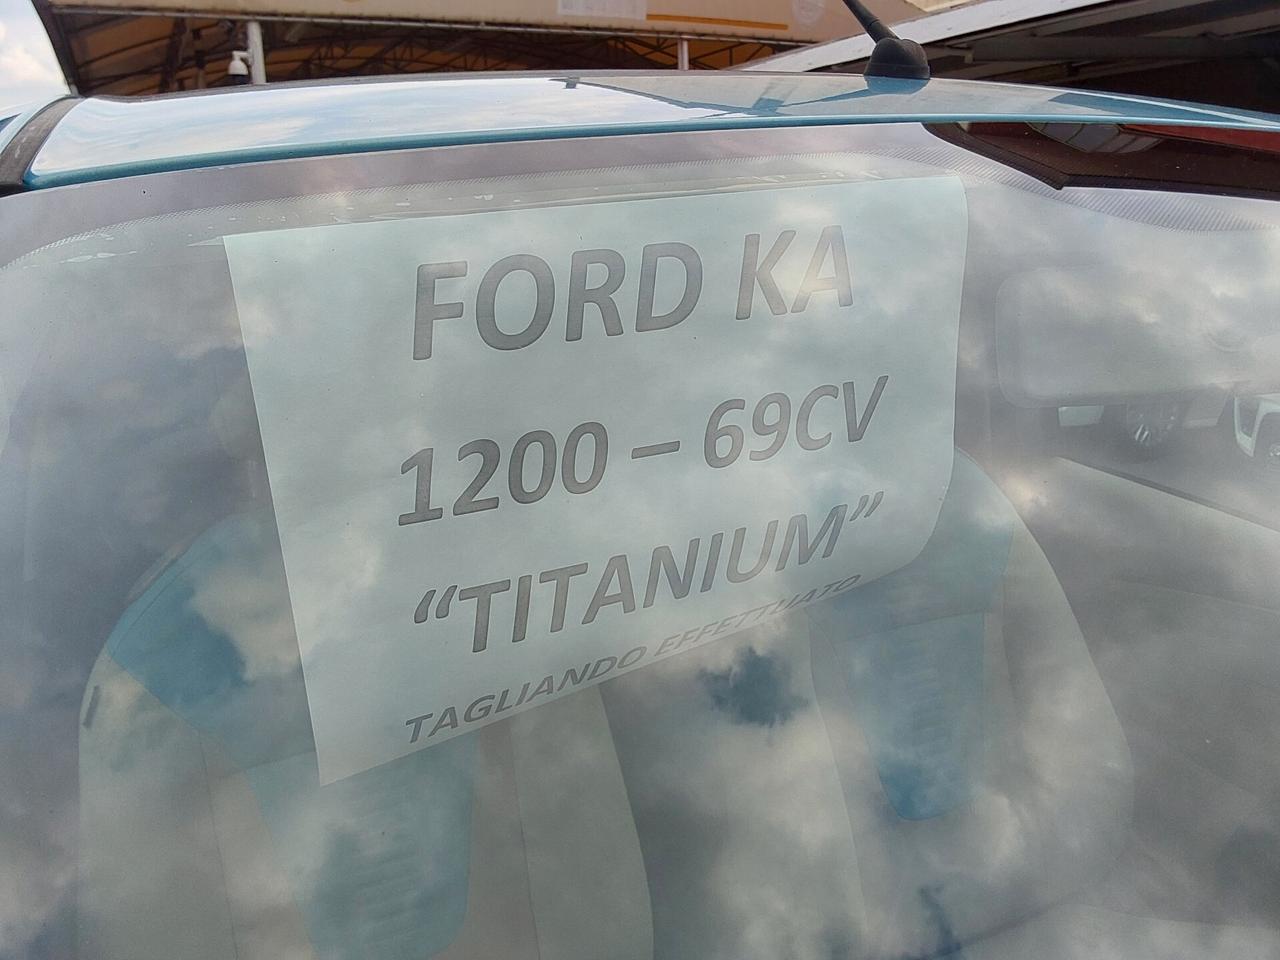 FORD KA
1200 – 69CV
“TITANIUM”
TAGLIANDO EFFETTUATO